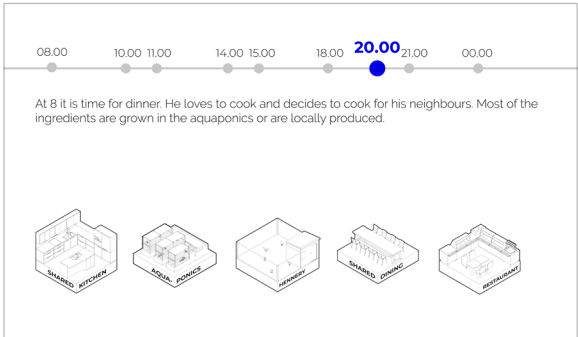 08.00 10.00 11.00 14.00 15.00 18.00 20.00 21.00 00.00
At 8 it is time for dinner. He loves to cook and decides to cook for his neighbours. Most of the
ingredients are grown in the aquaponics or are locally produced.
SHARED KITCHEN
AQUA PONICS
HENNERY
SHARED DINING
RESTAURANT